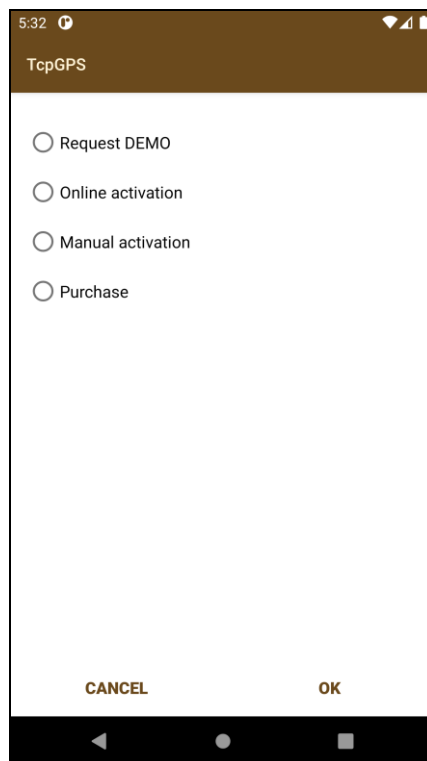 5:32
TcpGPS
Request DEMO
Online activation
Manual activation
Purchase
CANCEL OK